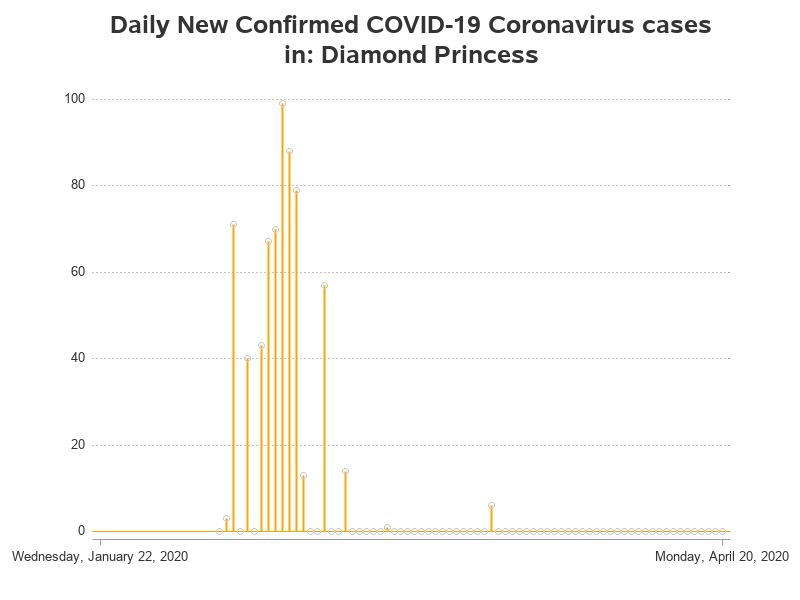 Daily New Confirmed COVID-19 Coronavirus cases
in: Diamond Princess
100
80
60
40
20
0
Wednesday, January 22, 2020
Monday, April 20, 2020